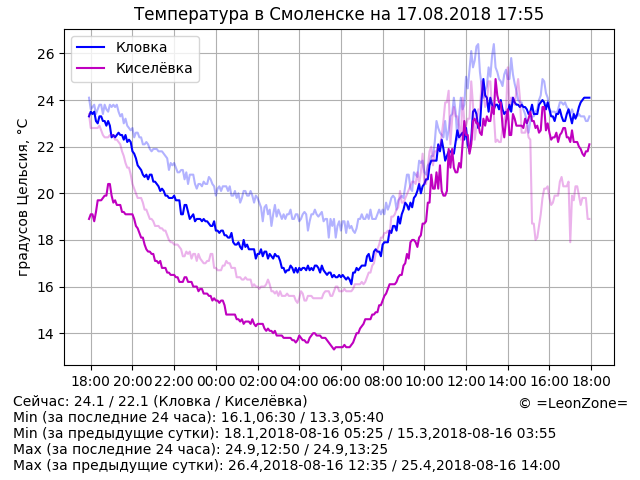 Температура в Смоленске на 17.08.2018 17:55
Кловка
Киселёвка
градусов Цельсия, °C
26
24
22
20
18
16
14
18:00 20:00 22:00 00:00 02:00 04:00 06:00 08:00 10:00 12:00 14:00 16:00 18:00
Сейчас: 24.1 / 22.1 (Кловка / Киселёвка)
© =LeonZone=
Min (за последние 24 часа): 16.1,06:30 / 13.3,05:40
Min (за предыдущие сутки): 18.1,2018-08-16 05:25 / 15.3,2018-08-16 03:55
Max (за последние 24 часа): 24.9,12:50 / 24.9,13:25
Max (за предыдущие сутки): 26.4,2018-08-16 12:35 / 25.4,2018-08-16 14:00